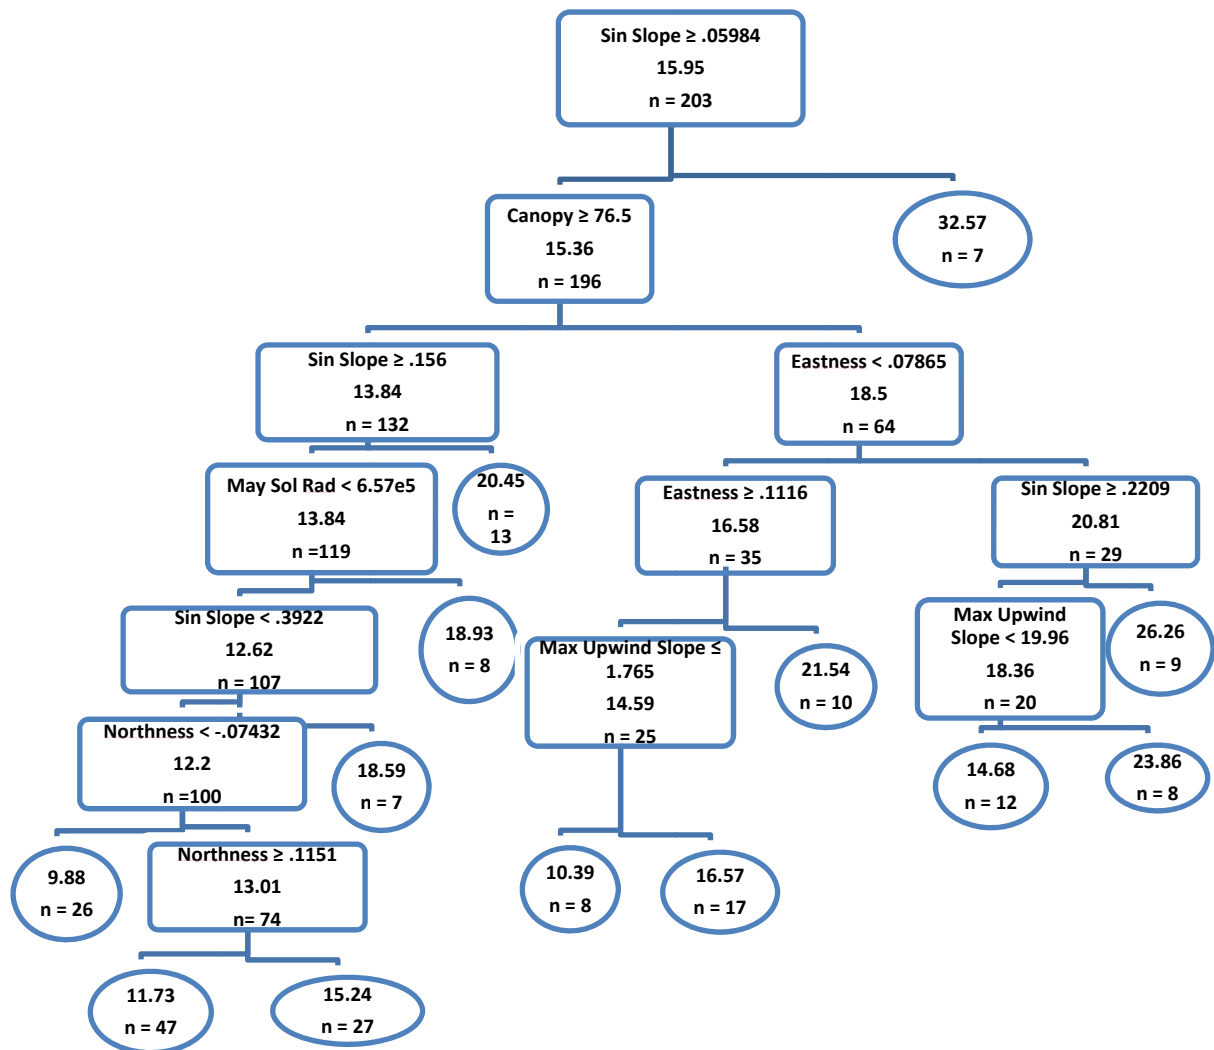 Sin Slope ≥ .05984
15.95
n = 203
Canopy ≥ 76.5
15.36
n = 196
32.57
n = 7
Sin Slope ≥ .156
13.84
n = 132
Eastness < .07865
18.5
n = 64
May Sol Rad < 6.57e5
13.84
n =119
20.45
n =
13
Eastness ≥ .1116
16.58
n = 35
Sin Slope ≥ .2209
20.81
n = 29
Sin Slope < .3922
12.62
n = 107
18.93
n = 8
Max Upwind Slope ≤
1.765
14.59
n = 25
21.54
n = 10
Max Upwind
Slope < 19.96
18.36
n = 20
26.26
n = 9
Northness < -.07432
12.2
n =100
18.59
n = 7
14.68
n = 12
23.86
n = 8
9.88
n = 26
Northness ≥ .1151
13.01
n= 74
10.39
n = 8
16.57
n = 17
11.73
n = 47
15.24
n = 27